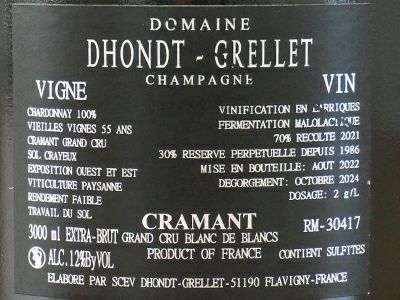 DOMAINE
DHONDT - GRELLET
CHAMPAGNE
VIGNE
CHARDONNAY 100%
VIEILLES VIGNES 55 ANS
CRAMANT GRAND CRU
SOL CRAYEUX
EXPOSITION OUEST ET EST
VITICULTURE PAYSANNE
RENDEMENT FAIBLE
TRAVAIL DU SOL
VIN
VINIFICATION EN BARRIQUES
FERMENTATION MALOLACTIQUE
70% RECOLTE 2021
30% RESERVE PERPETUELLE DEPUIS 1986
MISE EN BOUTEILLE: AOUT 2022
DEGORGEMENT: OCTOBRE 2024
DOSAGE: 2 g/L
CRAMANT
RM-30417
3000 ml EXTRA-BRUT GRAND CRU BLANC DE BLANCS
ALC.12%ByVOL
PRODUCT OF FRANCE
CONTIENT SULFITES
ELABORE PAR SCEV DHONDT-GRELLET-51190 FLAVIGNY-FRANCE